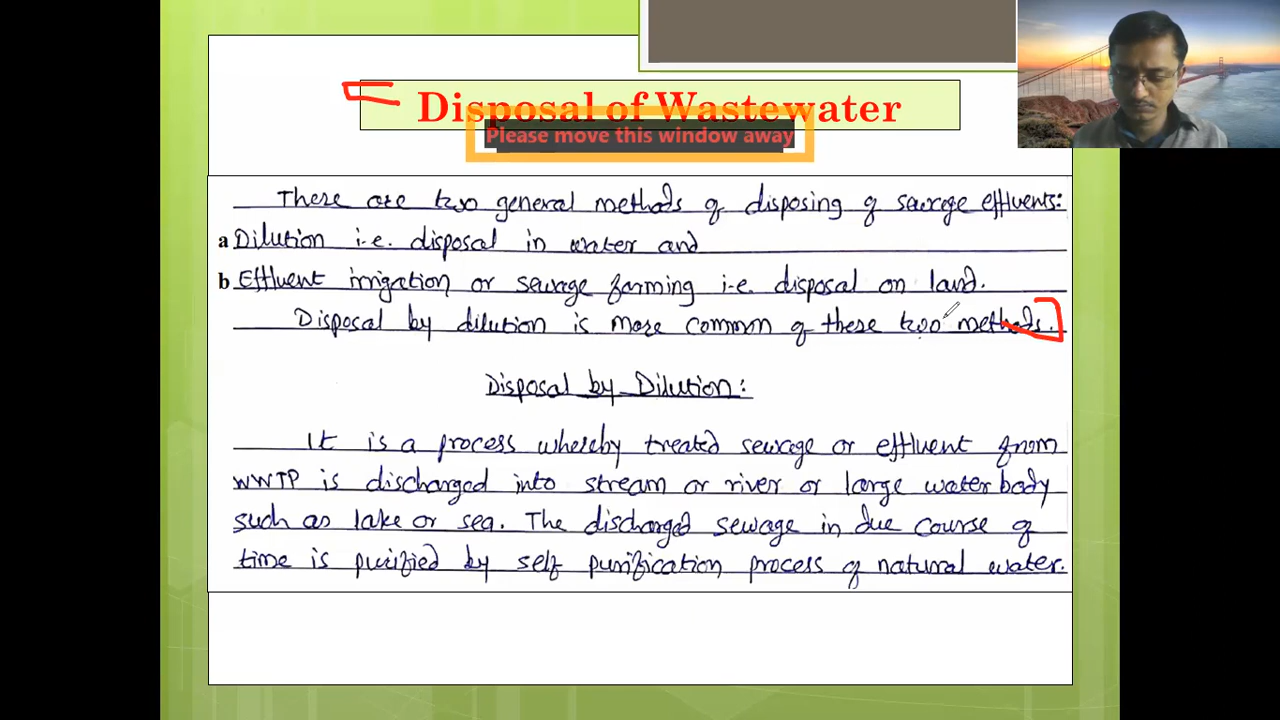 Disposal of Wastewater
Please move this window away
There are two general methods of disposing of sewage effluents:
a Dilution i.e. disposal in water and
b Effluent irrigation or sewage farming i.e. disposal on land.
Disposal by dilution is more common of these two methods.
Disposal by Dilution:
It is a process whereby treated sewage or effluent from
WWTP is discharged into stream or river or large water body
such as lake or sea. The discharged sewage in due course of
time is purified by self purification process of natural water.